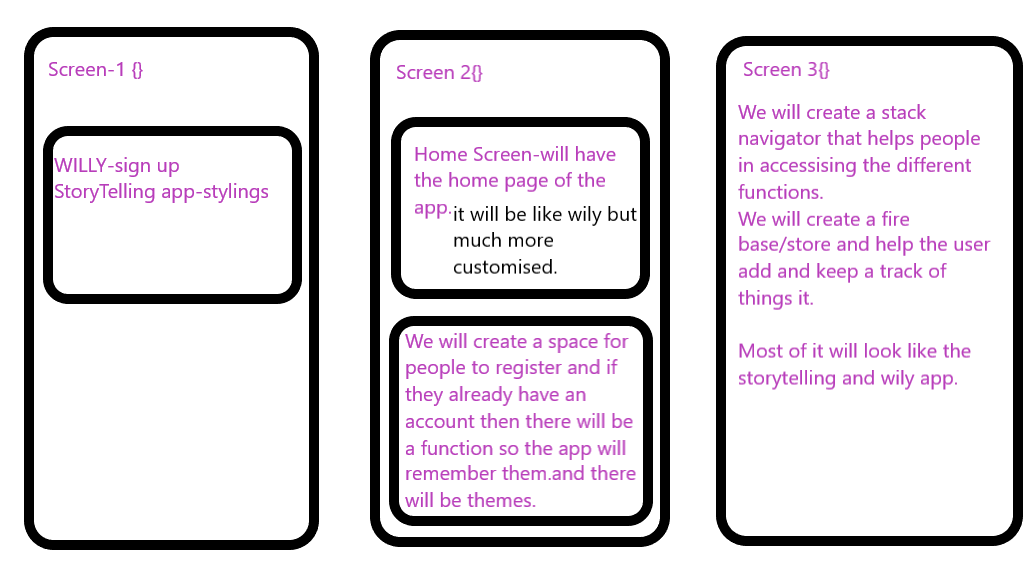 Screen-1 {}
WILLY-sign up
StoryTelling app-stylings
Screen 2{}
Home Screen-will have
the home page of the
app.
it will be like wily but
much more
customised.
We will create a space for
people to register and if
they already have an
account then there will be
a function so the app will
remember them.and there
will be themes.
Screen 3{}
We will create a stack
navigator that helps people
in accessising the different
functions.
We will create a fire
base/store and help the user
add and keep a track of
things it.
Most of it will look like the
storytelling and wily app.